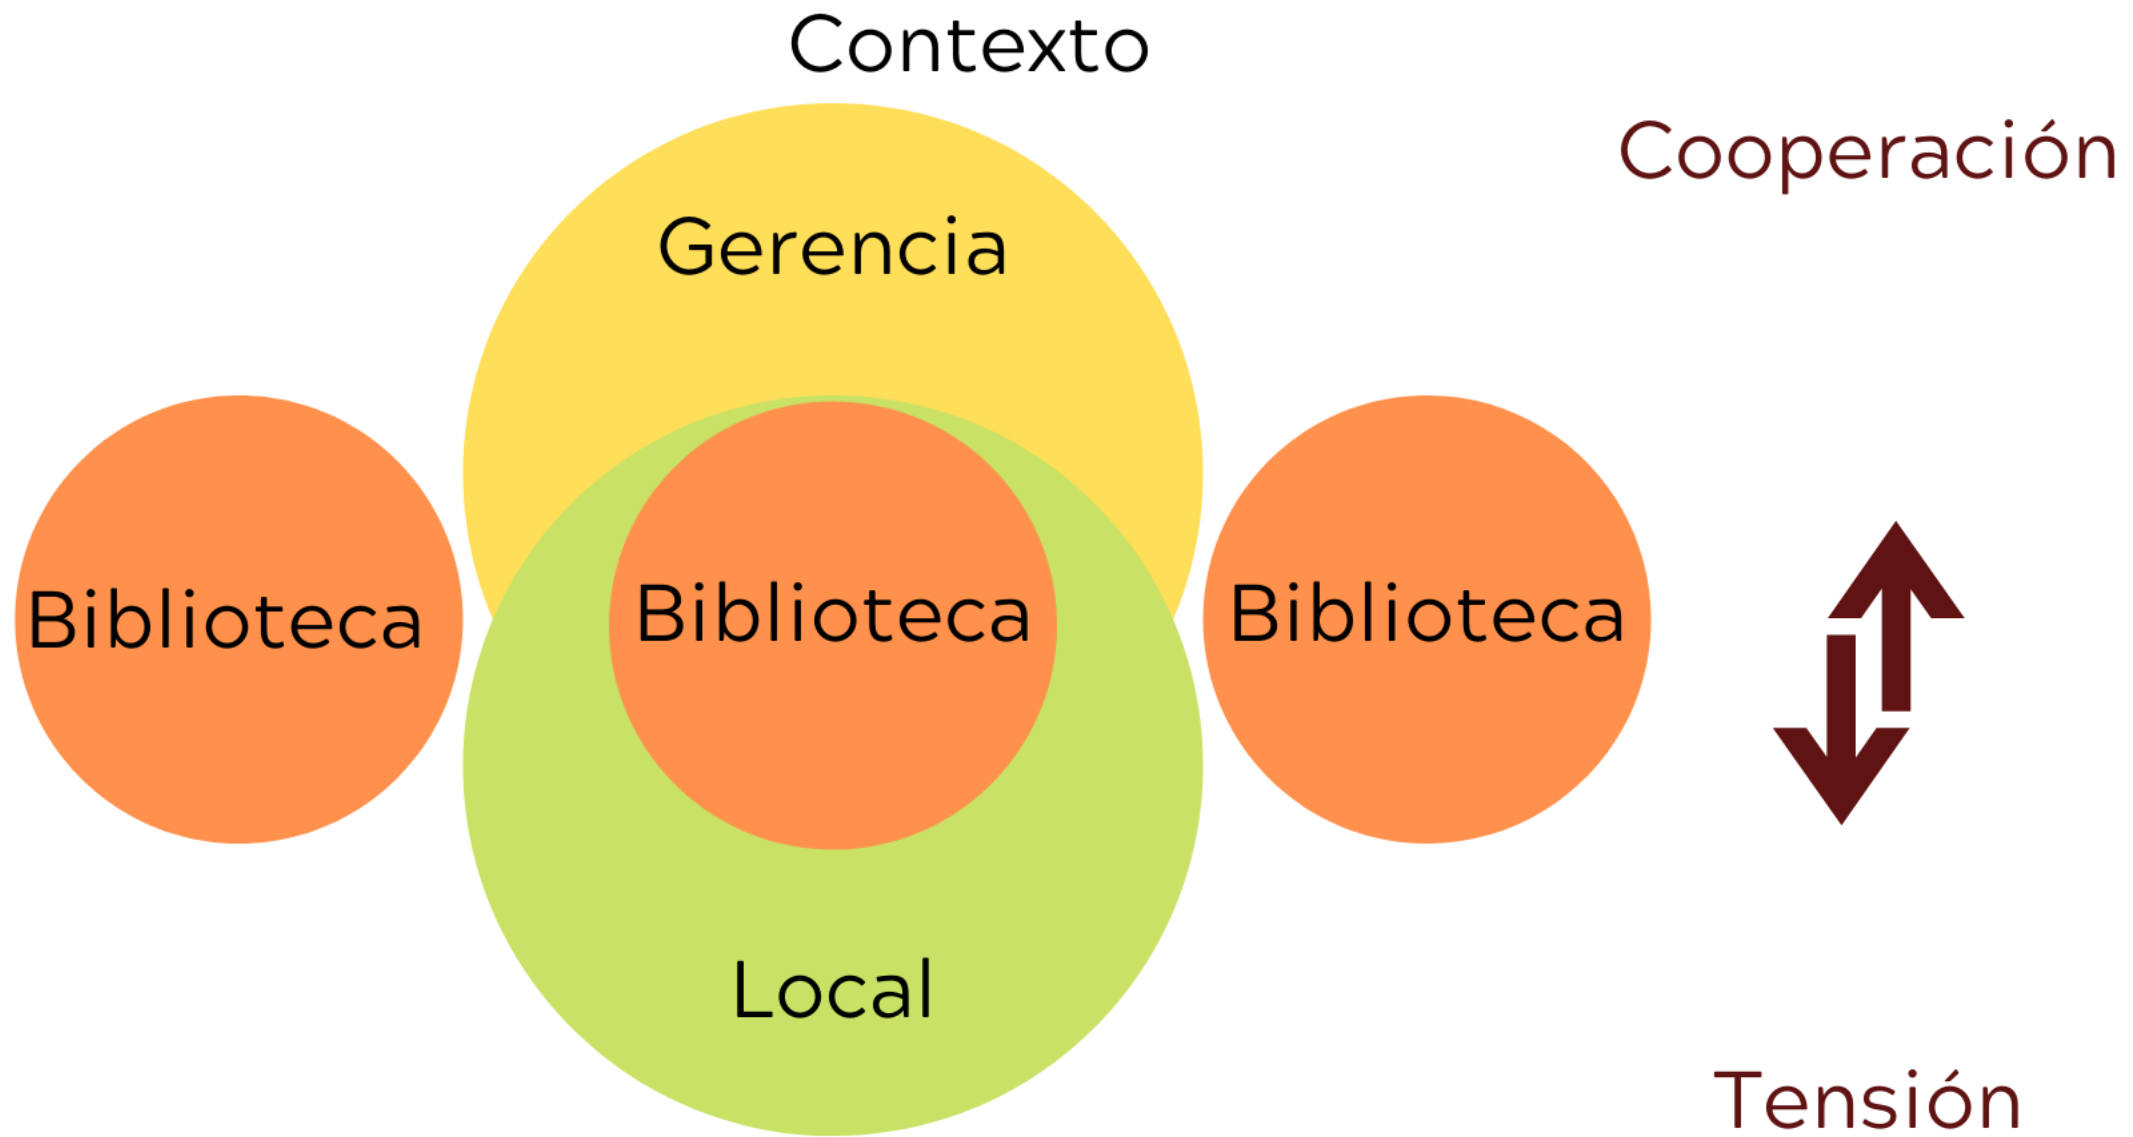 Contexto
Cooperación
Gerencia
Biblioteca
Biblioteca
Biblioteca
Local
Tensión